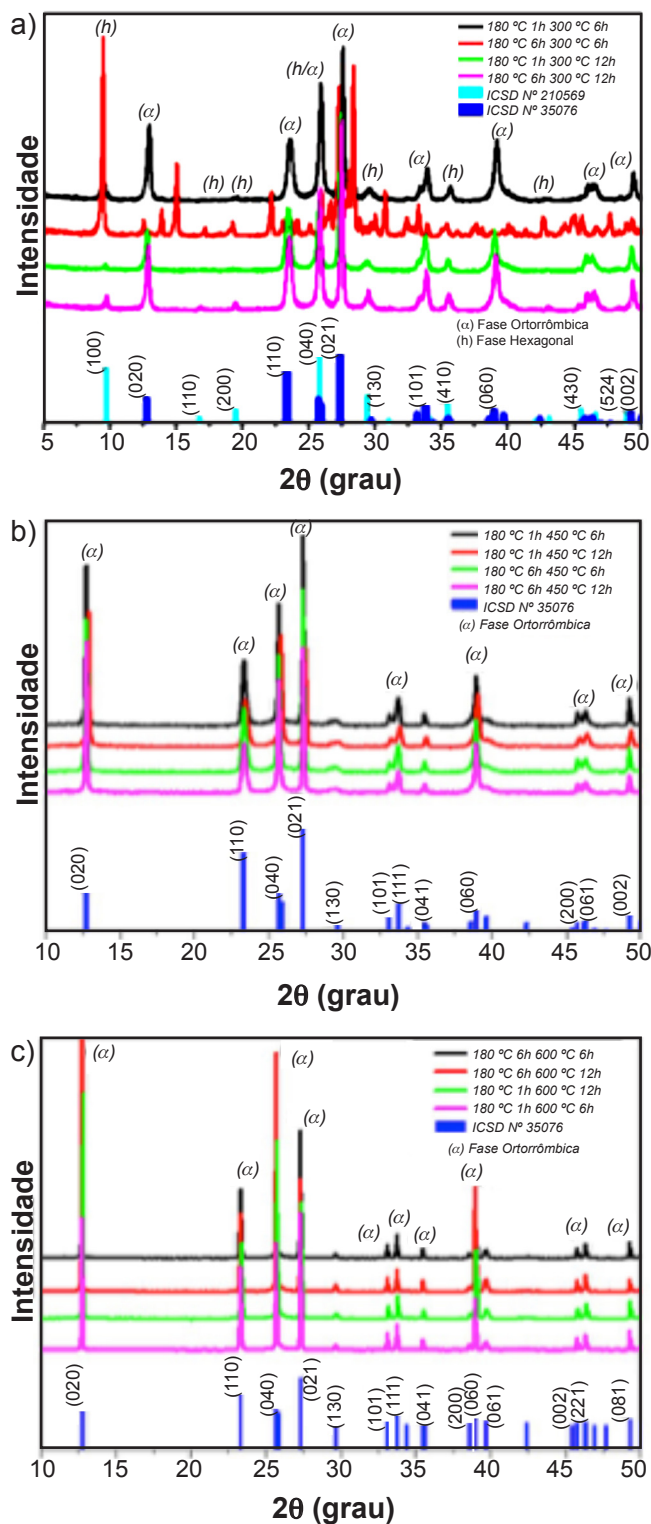 a)
(h)
(α)
(h)
(h)
(α)
(h/α)
(α)
(h)
(α)
(h)
(α)
(h)
(α)
(α)
180 ºC 1h 300 ºC 6h
180 ºC 6h 300 ºC 6h
180 ºC 1h 300 ºC 12h
180 ºC 6h 300 ºC 12h
ICSD Nº 210569
ICSD Nº 35076
(α) Fase Ortorrômbica
(h) Fase Hexagonal
Intensidade
(100)
(020)
(110)
(200)
(110)
(040)
(021)
(130)
(101)
(410)
(060)
(430)
(524)
(002)
5 10 15 20 25 30 35 40 45 50
2θ (grau)
b)
(α)
(α)
(α)
(α)
(α)
(α)
(α)
(α)
180 ºC 1h 450 ºC 6h
180 ºC 1h 450 ºC 12h
180 ºC 6h 450 ºC 6h
180 ºC 6h 450 ºC 12h
ICSD Nº 35076
(α) Fase Ortorrômbica
Intensidade
(020)
(110)
(040)
(021)
(130)
(101)
(111)
(041)
(060)
(200)
(061)
(002)
10 15 20 25 30 35 40 45 50
2θ (grau)
c)
(α)
(α)
(α)
(α)
(α)
(α)
(α)
(α)
(α)
(α)
180 ºC 6h 600 ºC 6h
180 ºC 6h 600 ºC 12h
180 ºC 1h 600 ºC 12h
180 ºC 1h 600 ºC 6h
ICSD Nº 35076
(α) Fase Ortorrômbica
Intensidade
(020)
(110)
(040)
(021)
(130)
(101)
(111)
(041)
(200)
(060)
(061)
(002)
(221)
(081)
10 15 20 25 30 35 40 45 50
2θ (grau)